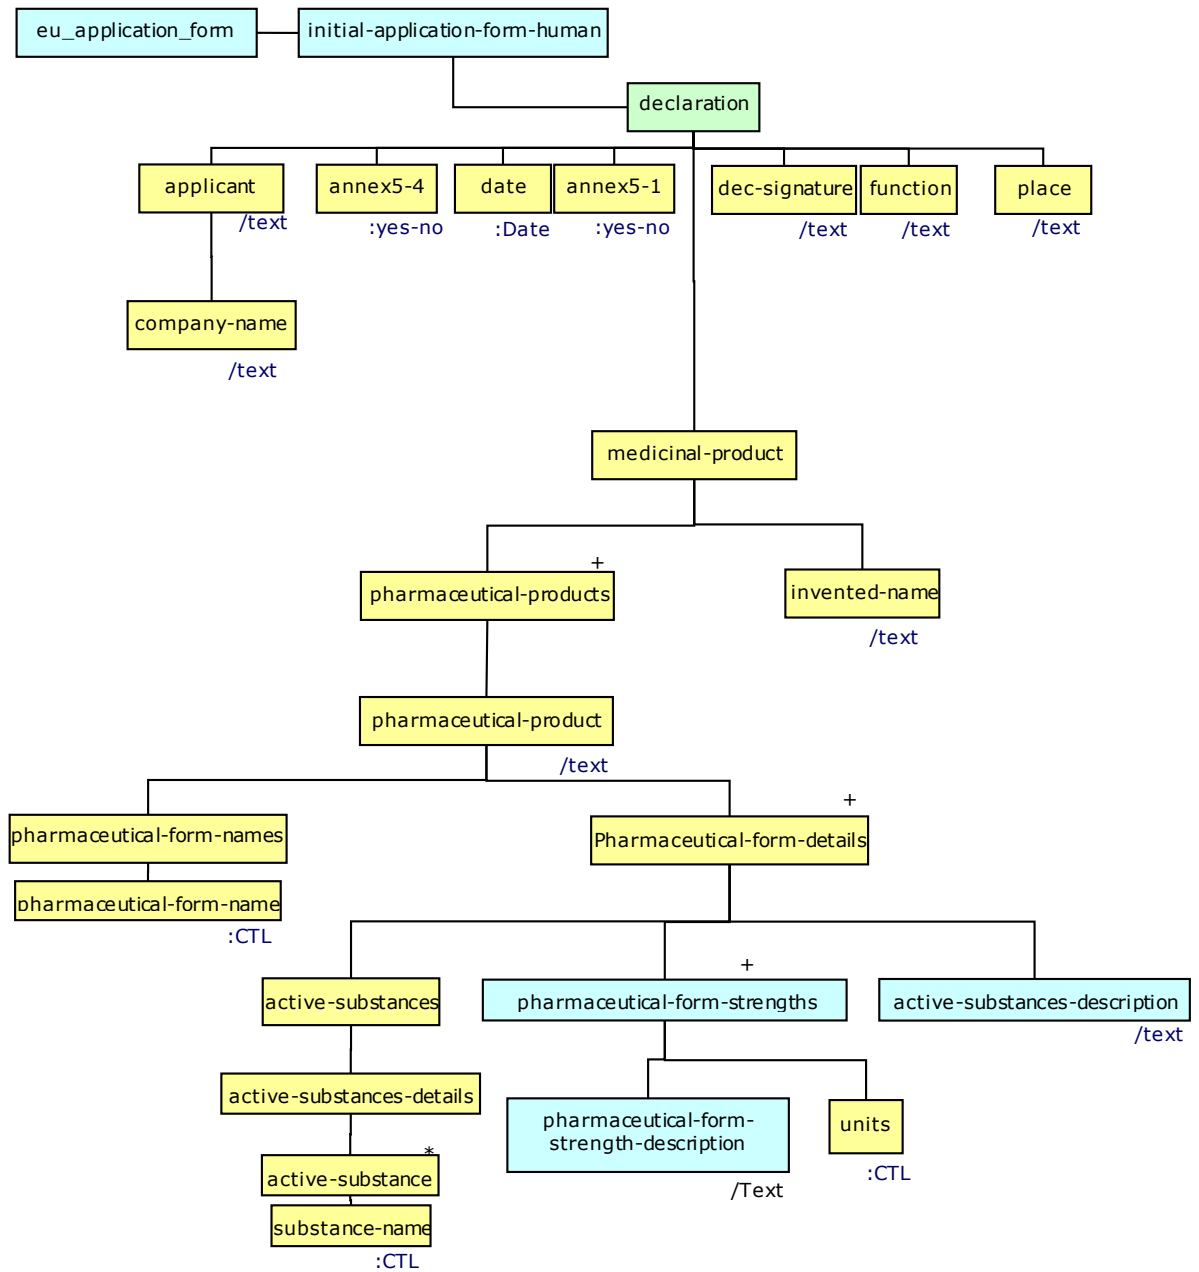 eu_application_form
initial-application-form-human
declaration
applicant
/text
annex5-4
:yes-no
date
:Date
annex5-1
:yes-no
dec-signature
/text
function
/text
place
/text
company-name
/text
medicinal-product
+
pharmaceutical-products
invented-name
/text
pharmaceutical-product
/text
pharmaceutical-form-names
+
Pharmaceutical-form-details
pharmaceutical-form-name
:CTL
active-substances
+
pharmaceutical-form-strengths
active-substances-description
/text
active-substances-details
pharmaceutical-form-
strength-description
/Text
units
:CTL
*
active-substance
substance-name
:CTL